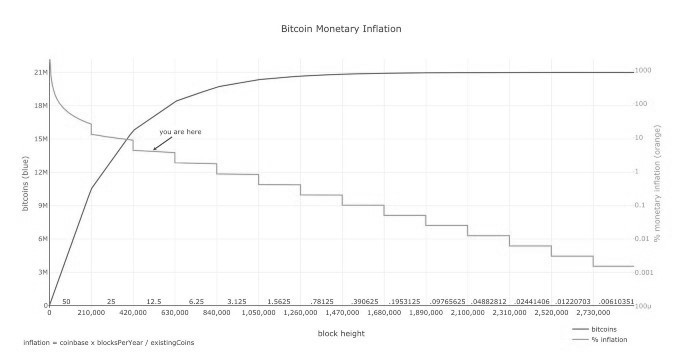 Bitcoin Monetary Inflation
21M
18M
15M
12M
9M
6M
3M
0
bitcoins (blue)
you are here
1000
100
10
1
0.1
0.01
0.001
100µ
% monetary inflation (orange)
50 25 12.5 6.25 3.125 1.5625 .78125 .390625 .1953125 .09765625 .04882812 .02441406 .01220703 .00610351
0 210,000 420,000 630,000 840,000 1,050,000 1,260,000 1,470,000 1,680,000 1,890,000 2,100,000 2,310,000 2,520,000 2,730,000
block height
inflation = coinbase x blocksPerYear / existingCoins
bitcoins
% inflation